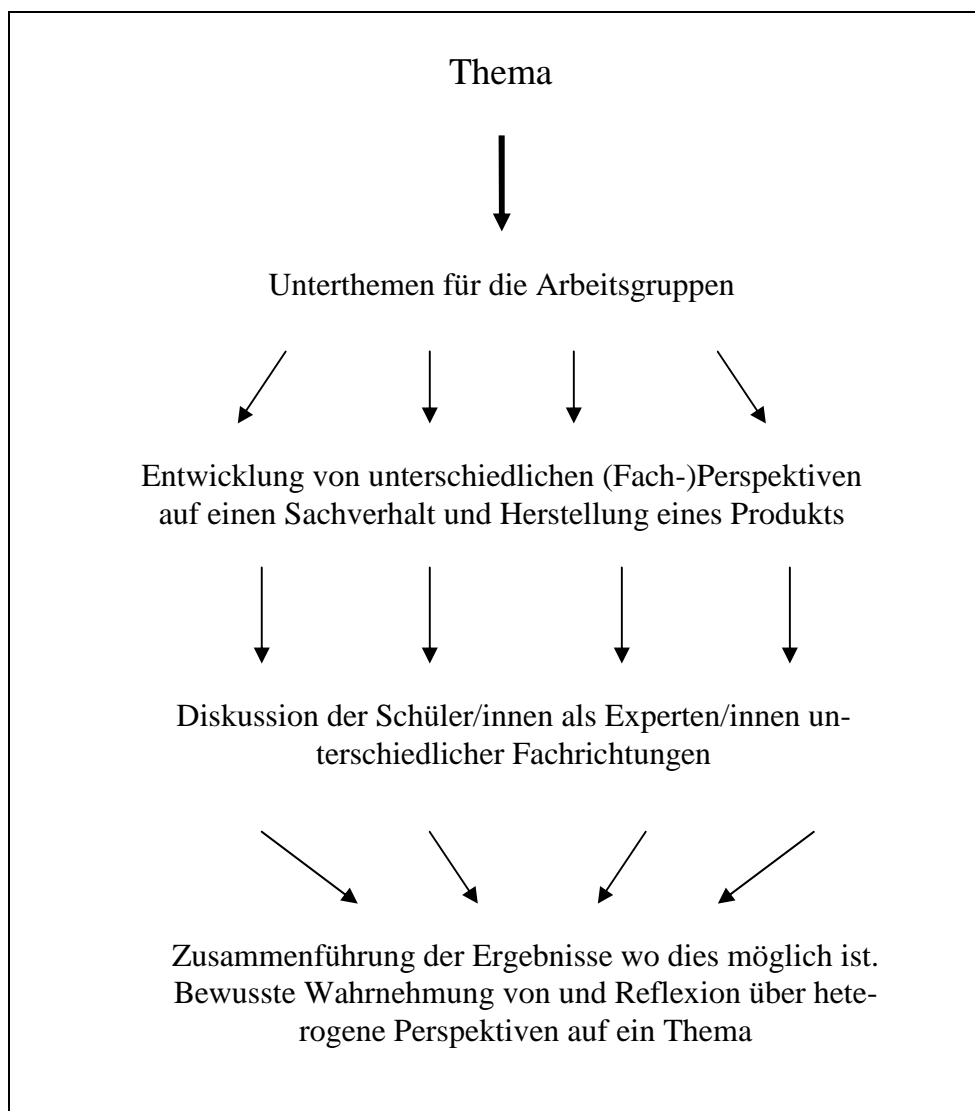 Thema
Unterthemen für die Arbeitsgruppen
Entwicklung von unterschiedlichen (Fach-)Perspektiven
auf einen Sachverhalt und Herstellung eines Produkts
Diskussion der Schüler/innen als Experten/innen un-
terschiedlicher Fachrichtungen
Zusammenführung der Ergebnisse wo dies möglich ist.
Bewusste Wahrnehmung von und Reflexion über hete-
rogene Perspektiven auf ein Thema